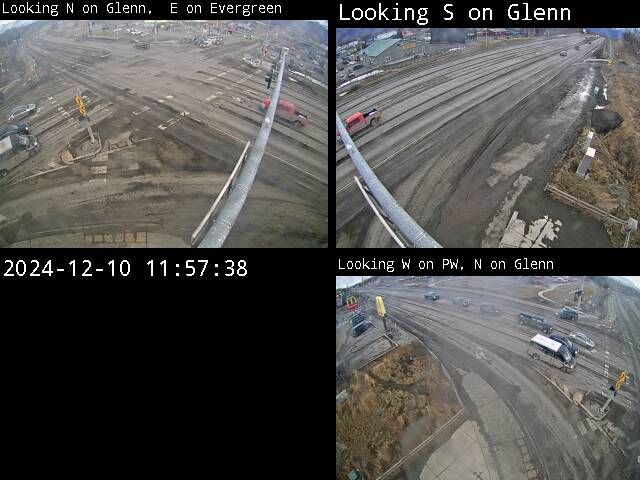 Looking N on Glenn, E on Evergreen
Looking S on Glenn
2024-12-10 11:57:38
Looking W on PW, N on Glenn